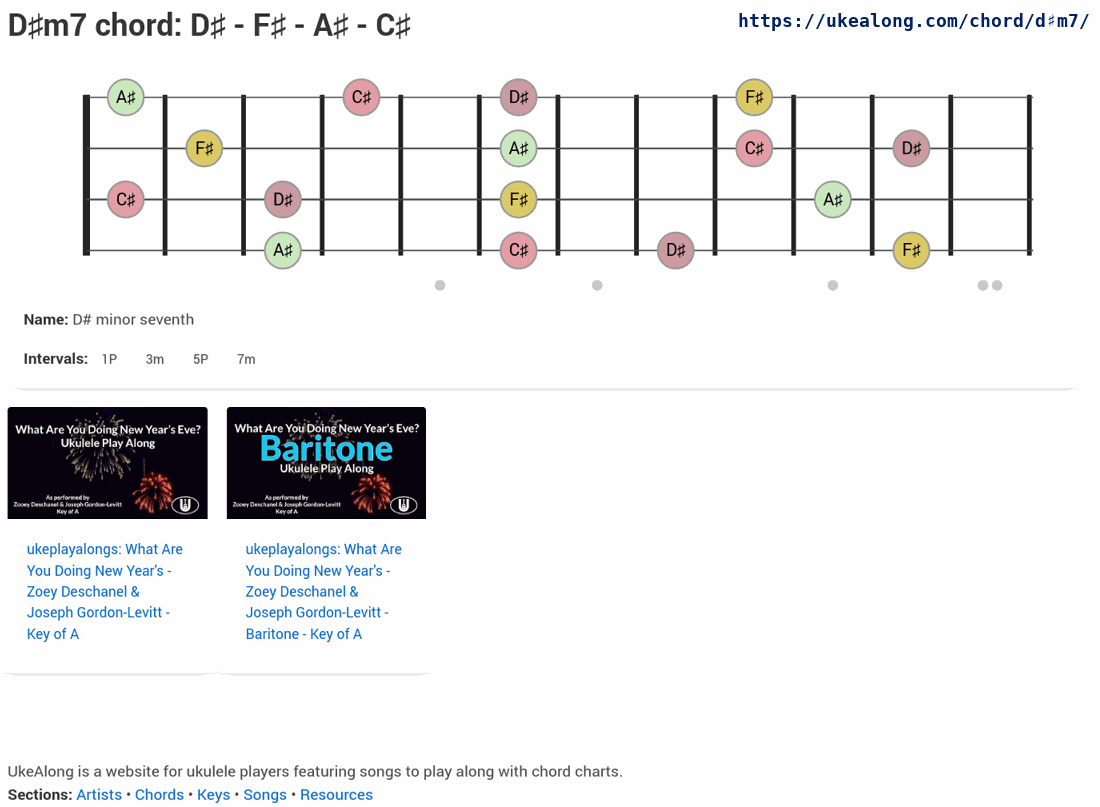 D♯m7 chord: D♯ - F♯ - A♯ - C♯
https://ukealong.com/chord/d♯m7/
A♯ C♯ D♯ F♯
F♯ A♯ C♯ D♯
C♯ D♯ F♯ A♯
A♯ C♯ D♯ F♯
Name: D# minor seventh
Intervals: 1P 3m 5P 7m
What Are You Doing New Year's Eve?
Ukulele Play Along
As performed by
Zooey Deschanel & Joseph Gordon-Levitt
Key of A
What Are You Doing New Year's Eve?
Baritone
Ukulele Play Along
As performed by
Zooey Deschanel & Joseph Gordon-Levitt
Key of A
ukeplayalongs: What Are
You Doing New Year's -
Zoey Deschanel &
Joseph Gordon-Levitt -
Key of A
ukeplayalongs: What Are
You Doing New Year's -
Zoey Deschanel &
Joseph Gordon-Levitt -
Baritone - Key of A
UkeAlong is a website for ukulele players featuring songs to play along with chord charts.
Sections: Artists • Chords • Keys • Songs • Resources